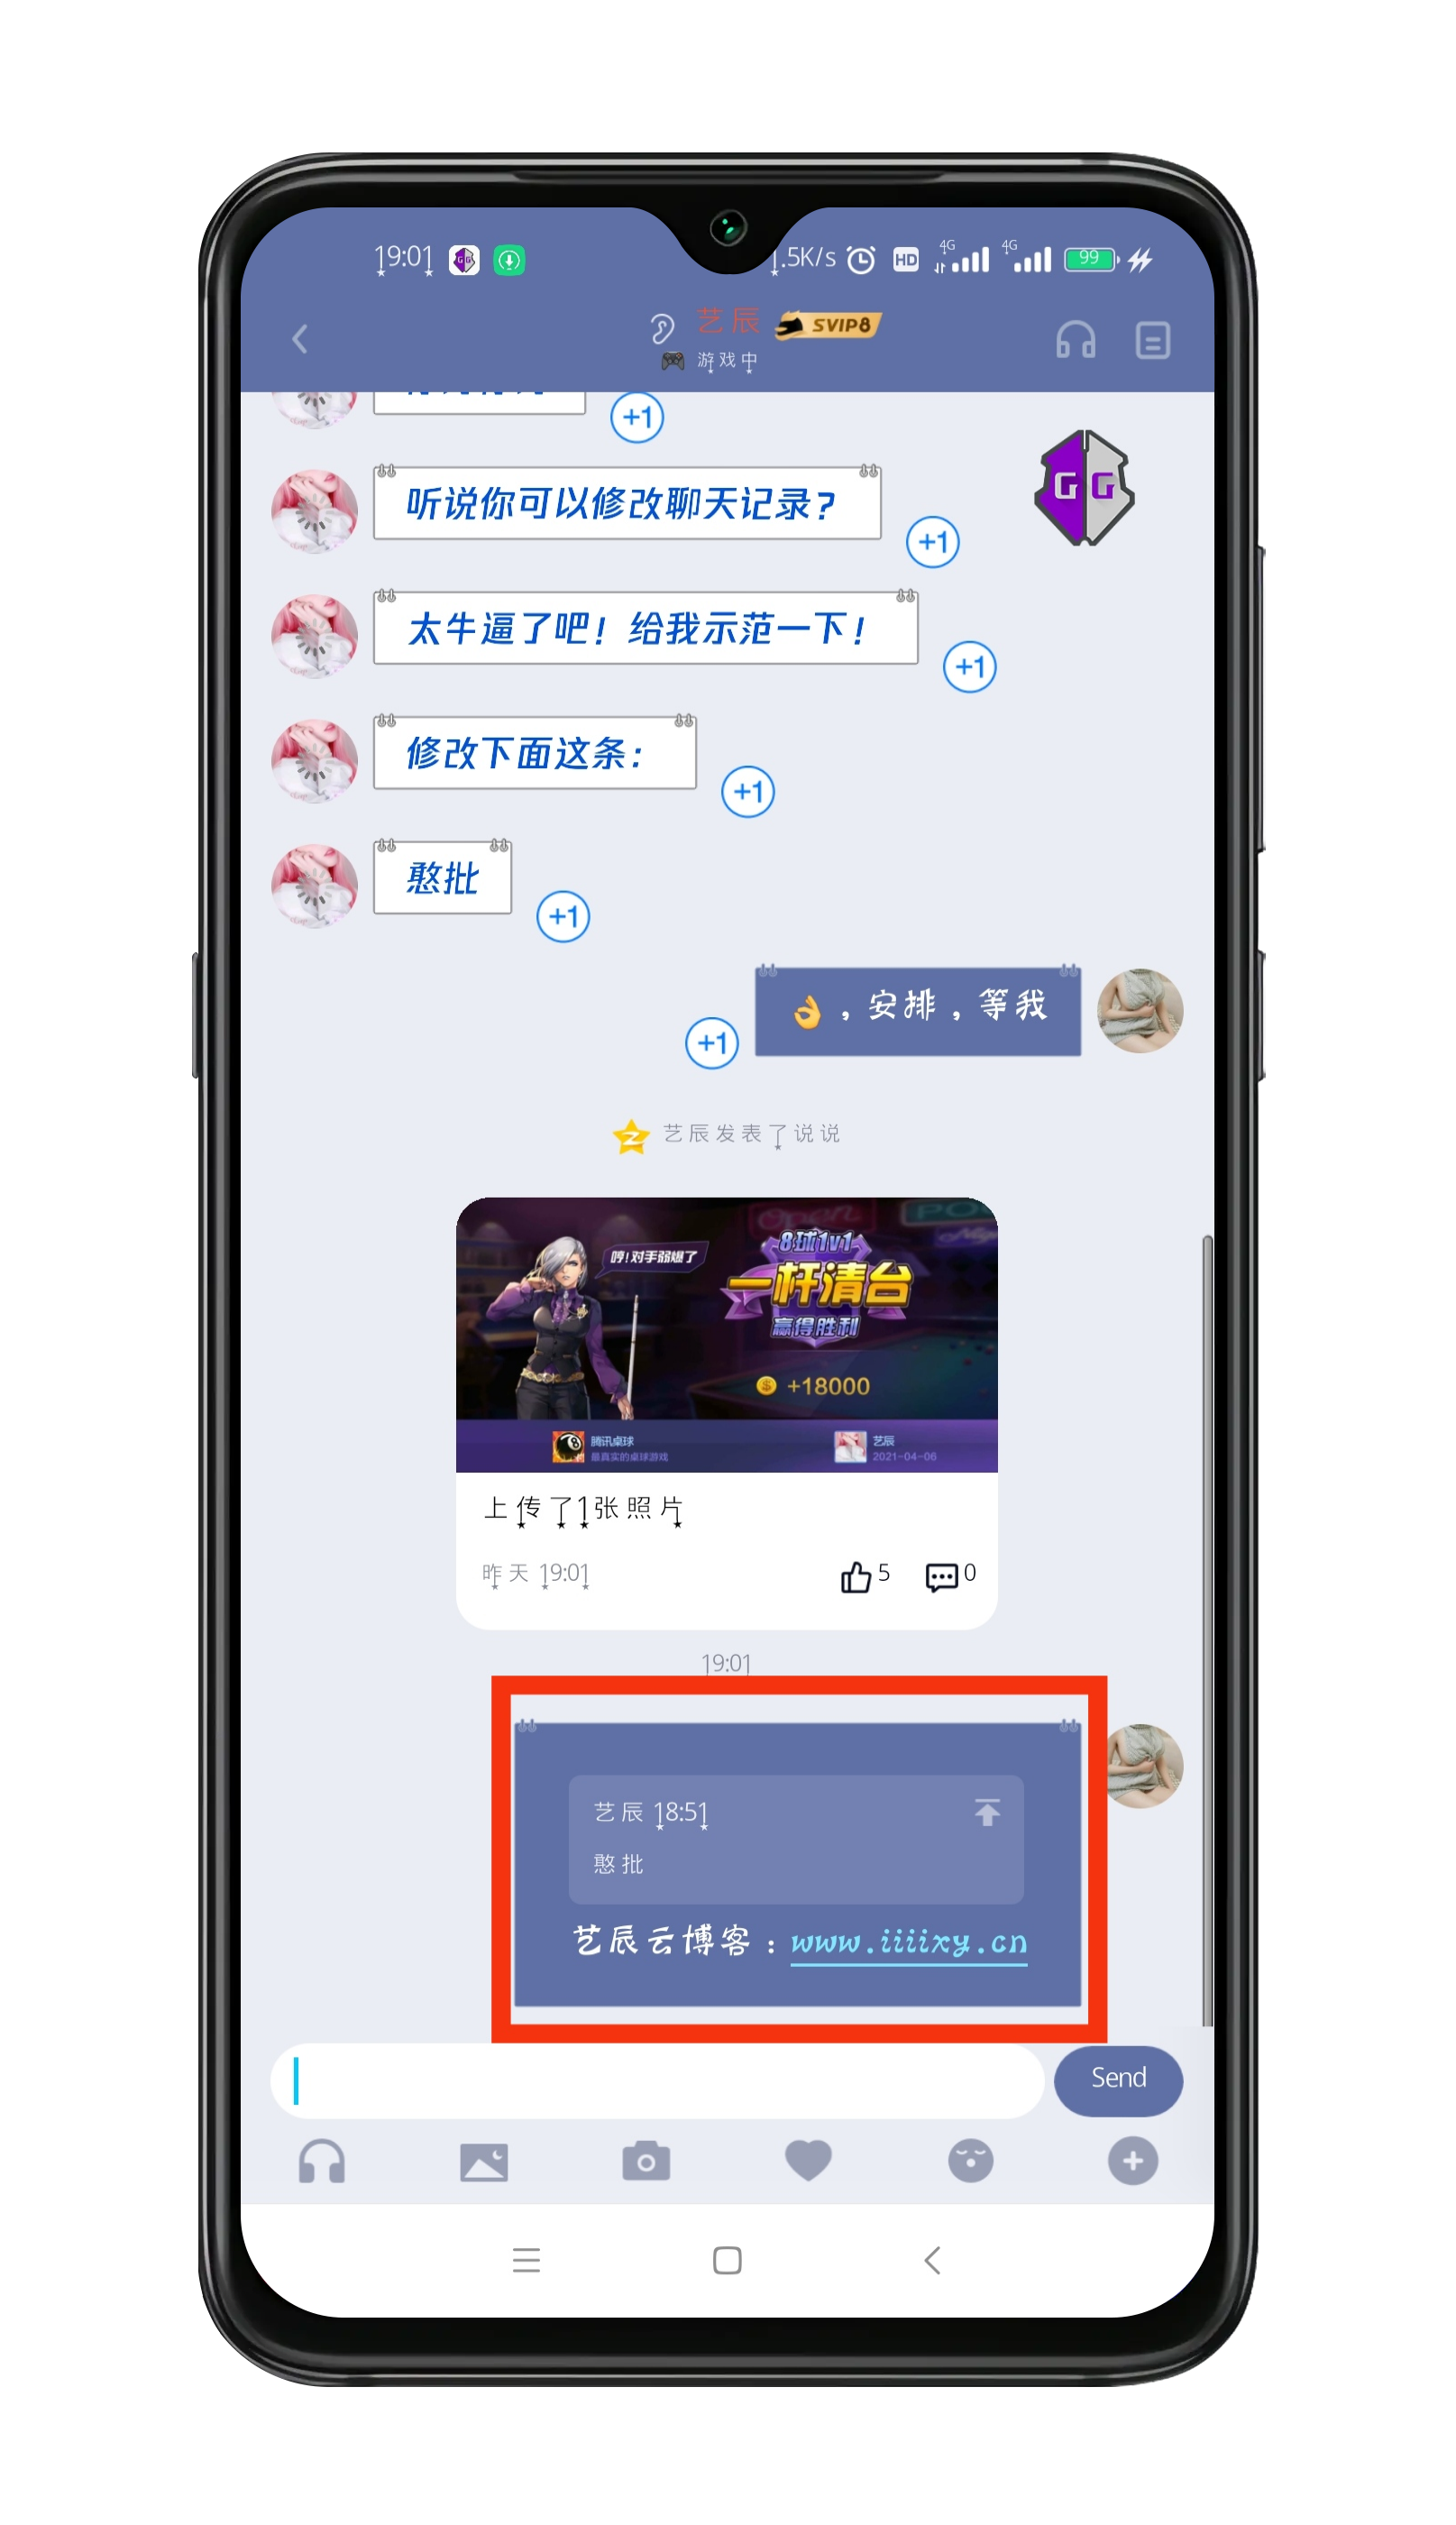 19:01
.5K/s HD 4G 4G 99
艺辰 SVIP8
游戏中
+1
听说你可以修改聊天记录?
+1
GG
太牛逼了吧!给我示范一下!
+1
修改下面这条:
+1
憨批
+1
👌,安排,等我
+1
艺辰发表了说说
Open
哼!对手弱爆了
8球1v1
一杆清台
赢得胜利
+18000
腾讯桌球
最真实的桌球游戏
艺辰
2021-04-06
上传了1张照片
昨天 19:01
5
0
19:01
艺辰 18:51
憨批
艺辰云博客:www.iiiixy.cn
Send